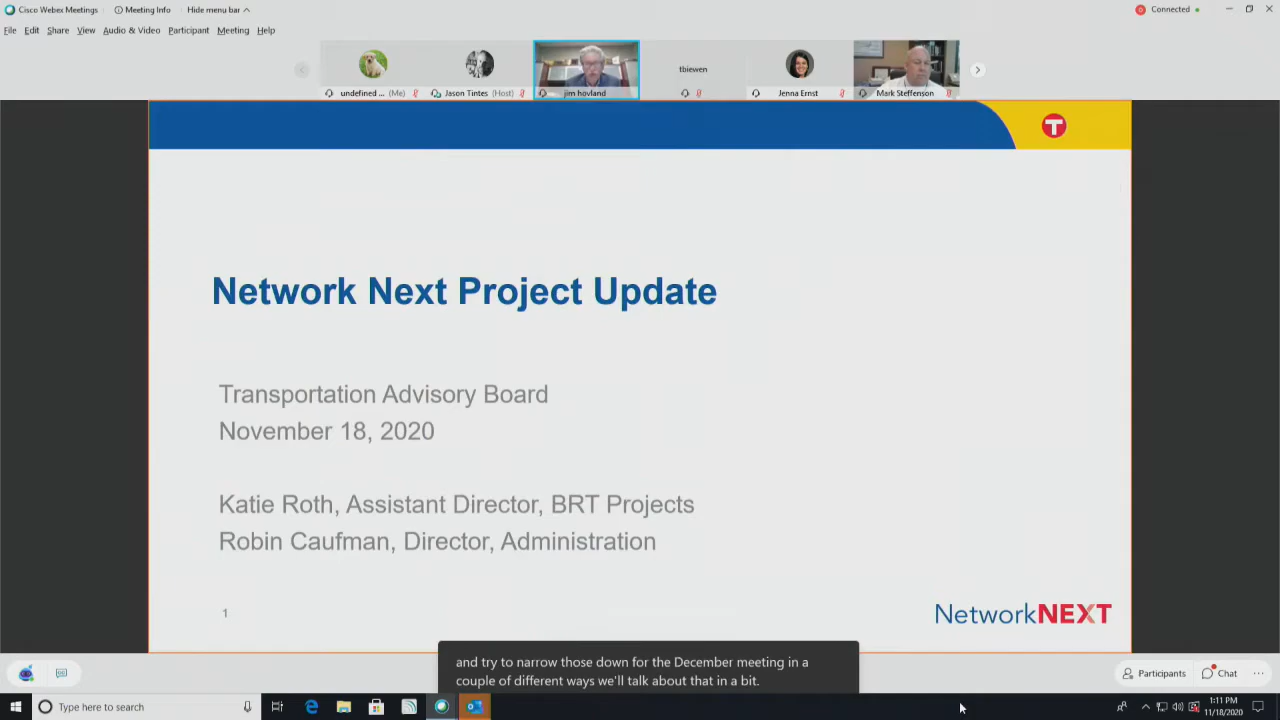 Cisco Webex Meetings
Meeting Info
Hide menu bar
Connected
File Edit Share View Audio & Video Participant Meeting Help
undefined ... (Me)
Jason Tintes (Host)
jim hovland
tbiewen
Jenna Ernst
Mark Steffenson
T
Network Next Project Update
Transportation Advisory Board
November 18, 2020
Katie Roth, Assistant Director, BRT Projects
Robin Caufman, Director, Administration
1
NetworkNEXT
and try to narrow those down for the December meeting in a
couple of different ways we'll talk about that in a bit.
Participants
Chat
Type here to search
1:11 PM
11/18/2020